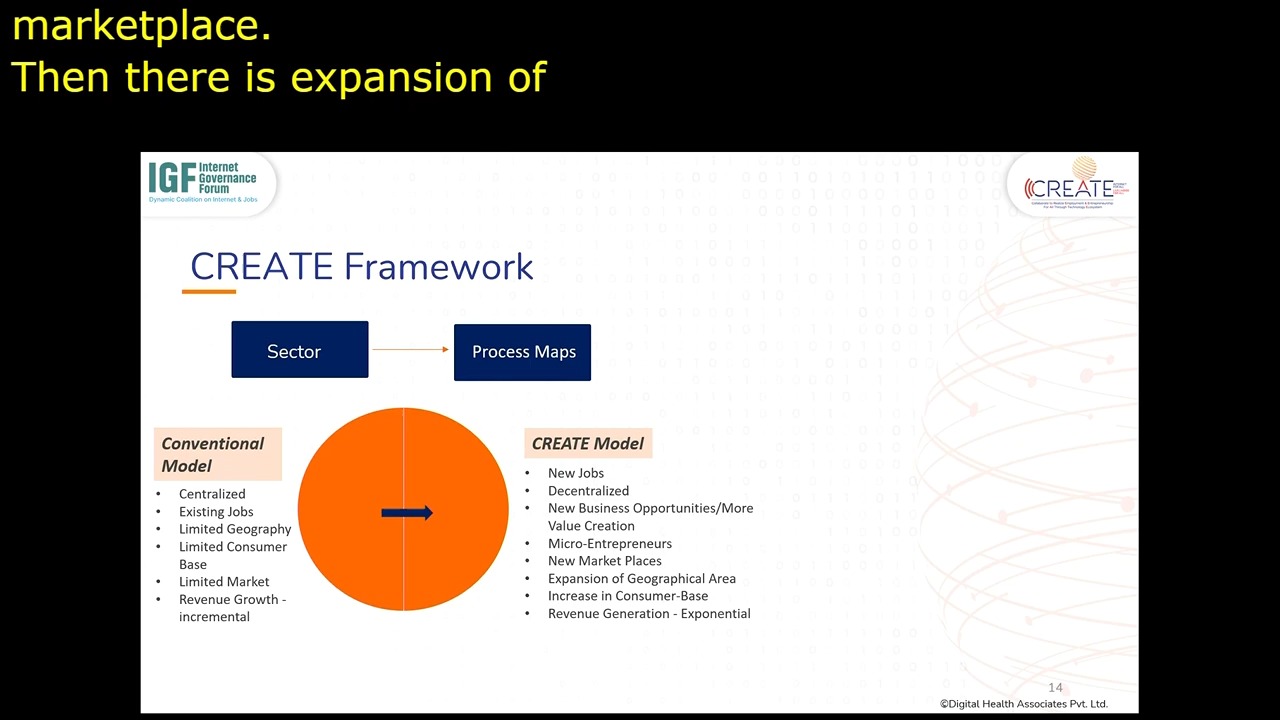 marketplace.
Then there is expansion of
IGF Internet
Governance
Forum
Dynamic Coalition on Internet & Jobs
CREATE
CREATE Framework
Sector
Process Maps
Conventional
Model
• Centralized
• Existing Jobs
• Limited Geography
• Limited Consumer
Base
• Limited Market
• Revenue Growth -
incremental
CREATE Model
• New Jobs
• Decentralized
• New Business Opportunities/More
Value Creation
• Micro-Entrepreneurs
• New Market Places
• Expansion of Geographical Area
• Increase in Consumer-Base
• Revenue Generation - Exponential
14
©Digital Health Associates Pvt. Ltd.